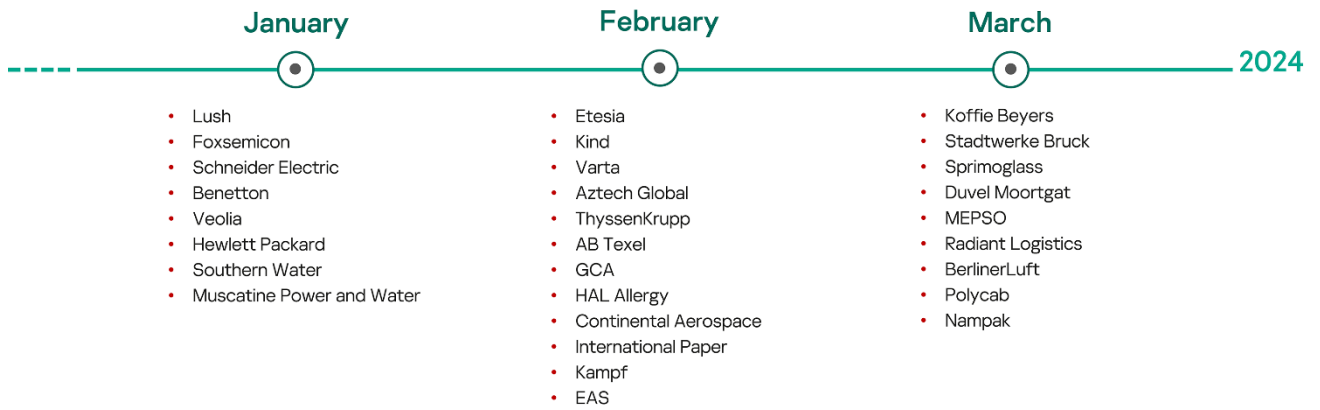 January
February
March
2024
• Lush
• Foxsemicon
• Schneider Electric
• Benetton
• Veolia
• Hewlett Packard
• Southern Water
• Muscatine Power and Water
• Etesia
• Kind
• Varta
• Aztech Global
• ThyssenKrupp
• AB Texel
• GCA
• HAL Allergy
• Continental Aerospace
• International Paper
• Kampf
• EAS
• Koffie Beyers
• Stadtwerke Bruck
• Sprimoglass
• Duvel Moortgat
• MEPSO
• Radiant Logistics
• BerlinerLuft
• Polycab
• Nampak